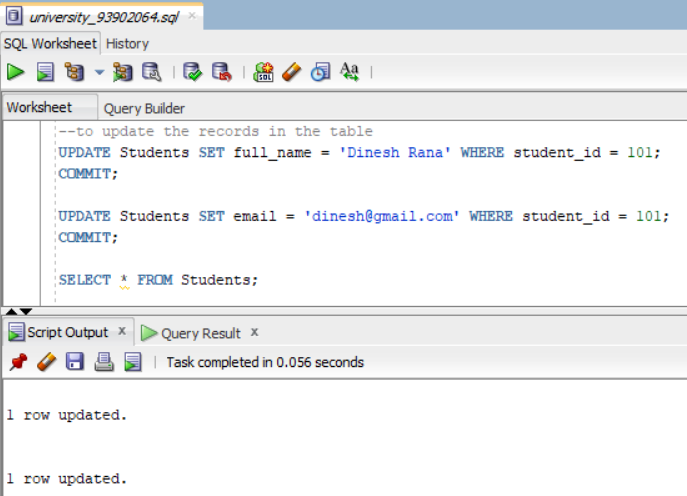 university_93902064.sql
SQL Worksheet History
SQL
Aa
Worksheet Query Builder
--to update the records in the table
UPDATE Students SET full_name = 'Dinesh Rana' WHERE student_id = 101;
COMMIT;
UPDATE Students SET email = 'dinesh@gmail.com' WHERE student_id = 101;
COMMIT;
SELECT * FROM Students;
Script Output x Query Result x
Task completed in 0.056 seconds
1 row updated.
1 row updated.